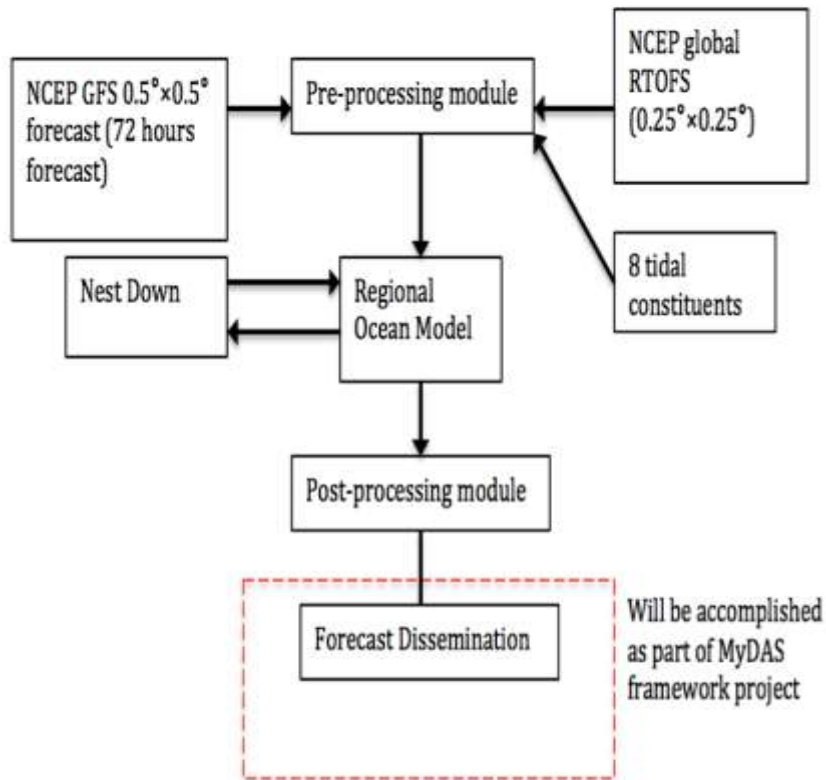 NCEP GFS 0.5°×0.5°
forecast (72 hours
forecast)
Pre-processing module
NCEP global
RTOFS
(0.25°×0.25°)
Nest Down
Regional
Ocean Model
8 tidal
constituents
Post-processing module
Forecast Dissemination
Will be accomplished
as part of MyDAS
framework project